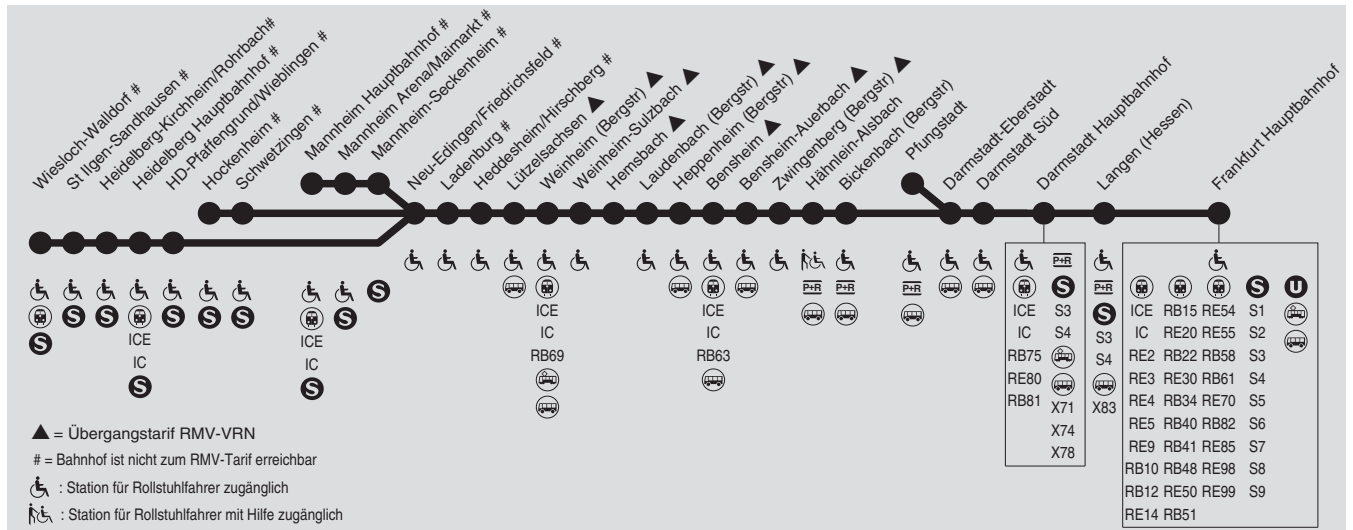 Wiesloch-Walldorf #
St Ilgen-Sandhausen #
Heidelberg-Kirchheim/Rohrbach#
Heidelberg Hauptbahnhof #
HD-Pfaffengrund/Wieblingen #
Hockenheim #
Schwetzingen #
Mannheim Hauptbahnhof #
Mannheim Arena/Maimarkt #
Mannheim-Seckenheim #
Neu-Edingen/Friedrichsfeld #
Ladenburg #
Heddesheim/Hirschberg #
Lützelsachsen ▲
Weinheim (Bergstr) ▲
Weinheim-Sulzbach ▲
Hemsbach ▲
Laudenbach (Bergstr) ▲
Heppenheim (Bergstr) ▲
Bensheim ▲
Bensheim-Auerbach ▲
Zwingenberg (Bergstr) ▲
Hähnlein-Alsbach
Bickenbach (Bergstr)
Pfungstadt
Darmstadt-Eberstadt
Darmstadt Süd
Darmstadt Hauptbahnhof
Langen (Hessen)
Frankfurt Hauptbahnhof
S
S
S
ICE
IC
S
S
S
S
ICE
IC
S
S
S
ICE
IC
RB69
ICE
IC
RB63
P+R
P+R
P+R
ICE
IC
RB75
RE80
RB81
P+R
S
S3
S4
X71
X74
X78
P+R
S
S3
S4
X83
S U
ICE RB15 RE54 S1
IC RE20 RE55 S2
RE2 RB22 RB58 S3
RE3 RE30 RB61 S4
RE4 RB34 RE70 S5
RE5 RB40 RB82 S6
RE9 RB41 RE85 S7
RB10 RB48 RE98 S8
RB12 RE50 RE99 S9
RE14 RB51
▲ = Übergangstarif RMV-VRN
# = Bahnhof ist nicht zum RMV-Tarif erreichbar
: Station für Rollstuhlfahrer zugänglich
: Station für Rollstuhlfahrer mit Hilfe zugänglich